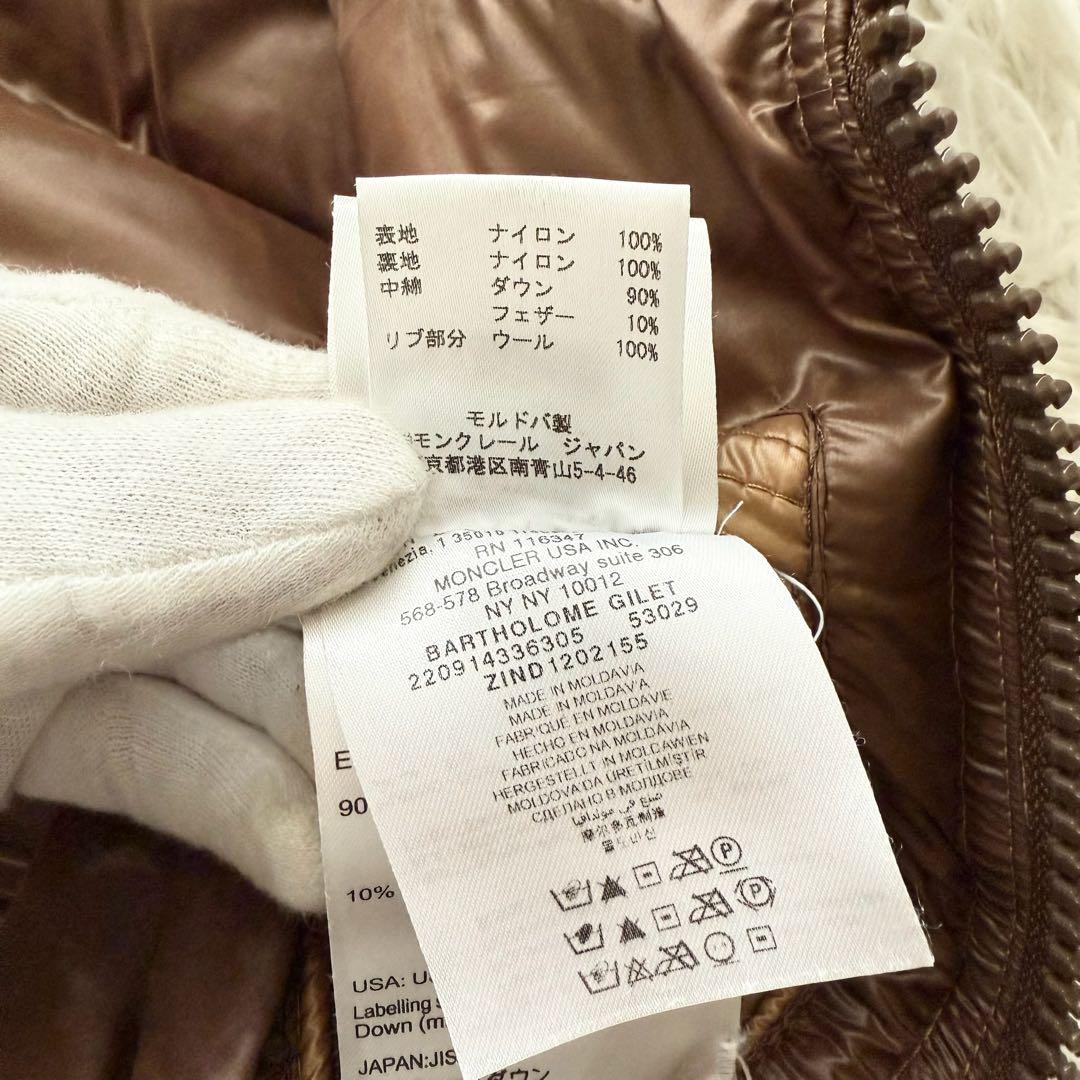 表地 ナイロン 100%
裏地 ナイロン 100%
中綿 ダウン 90%
フェザー 10%
リブ部分 ウール 100%
モルドバ製
モンクレール ジャパン
京都港区南青山5-4-46
RN 116347
MONCLER USA INC.
568-578 Broadway suite 306
NY NY 10012
BARTHOLOME GILET
220914336305 53029
ZIND1202155
MADE IN MOLDAVIA
MADE IN MOLDAV'A
FABRIQUÉ EN MOLDAVIE
HECHO EN MOLDAVIA
FABRICADO NA MOLDAVIA
HERGESTELLT IN MOLDAWIEN
MOLDOVA DA ÜRETİLMİŞTİR
СДЕЛАНО В МОЛДОВЕ
摩尔多瓦制造
P
P
90
10%
USA:
Labelling
Down
JAPAN:JIS
ダウン